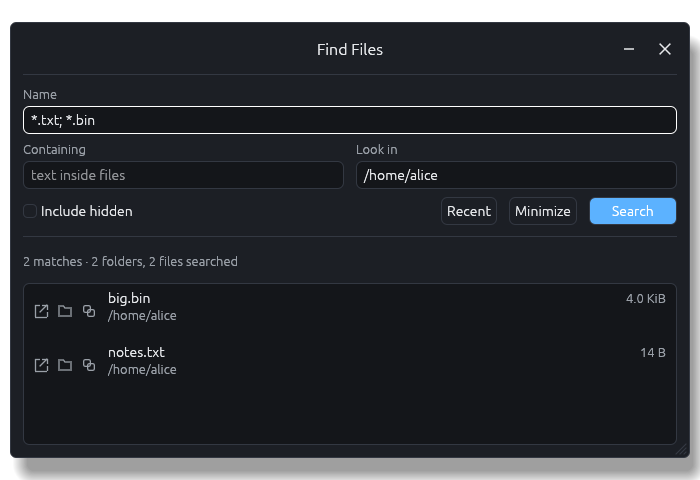 Find Files
Name
*.txt; *.bin
Containing
Look in
text inside files
/home/alice
Include hidden
Recent
Minimize
Search
2 matches · 2 folders, 2 files searched
big.bin
4.0 KiB
/home/alice
notes.txt
14 B
/home/alice